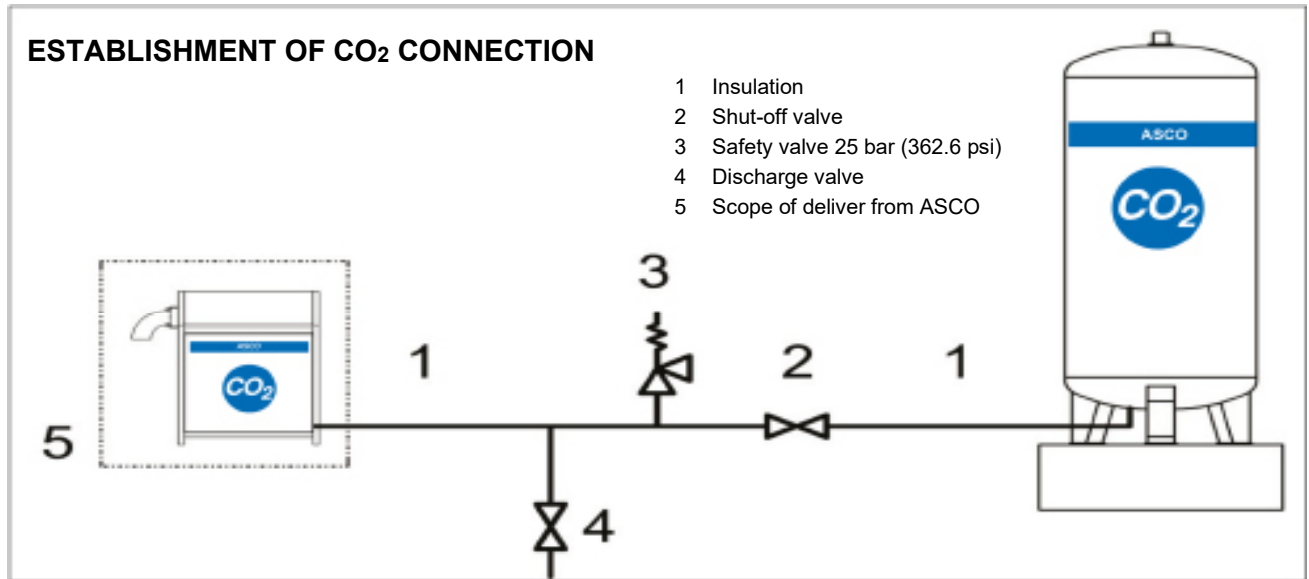 ESTABLISHMENT OF CO2 CONNECTION
1 Insulation
2 Shut-off valve
3 Safety valve 25 bar (362.6 psi)
4 Discharge valve
5 Scope of deliver from ASCO
ASCO
CO2
3
1
2
1
ASCO
CO2
5
4